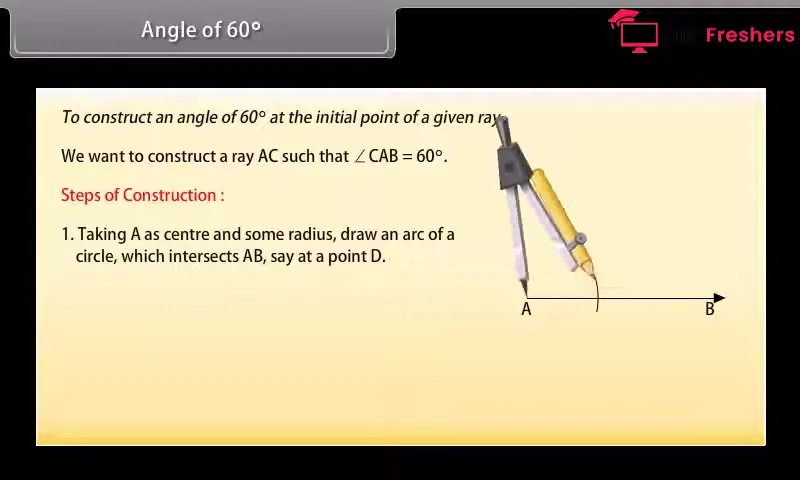 Angle of 60°
Freshers
To construct an angle of 60° at the initial point of a given ray
We want to construct a ray AC such that ∠CAB = 60°.
Steps of Construction :
1. Taking A as centre and some radius, draw an arc of a
circle, which intersects AB, say at a point D.
A B